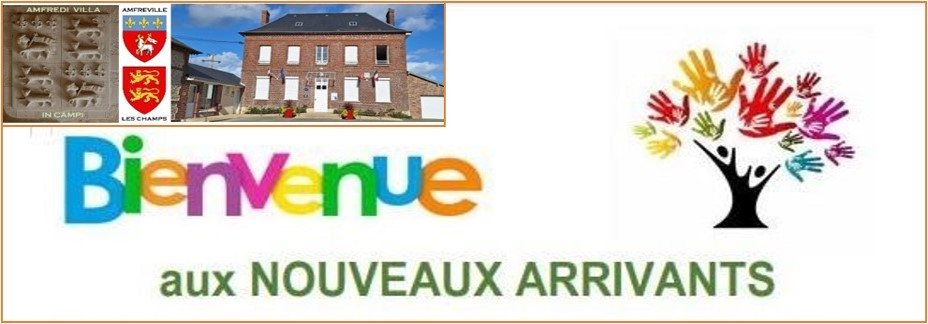 AMFREDI VILLA
IN CAMPI
AMFREVILLE
LES CHAMPS
Bienvenue
aux NOUVEAUX ARRIVANTS